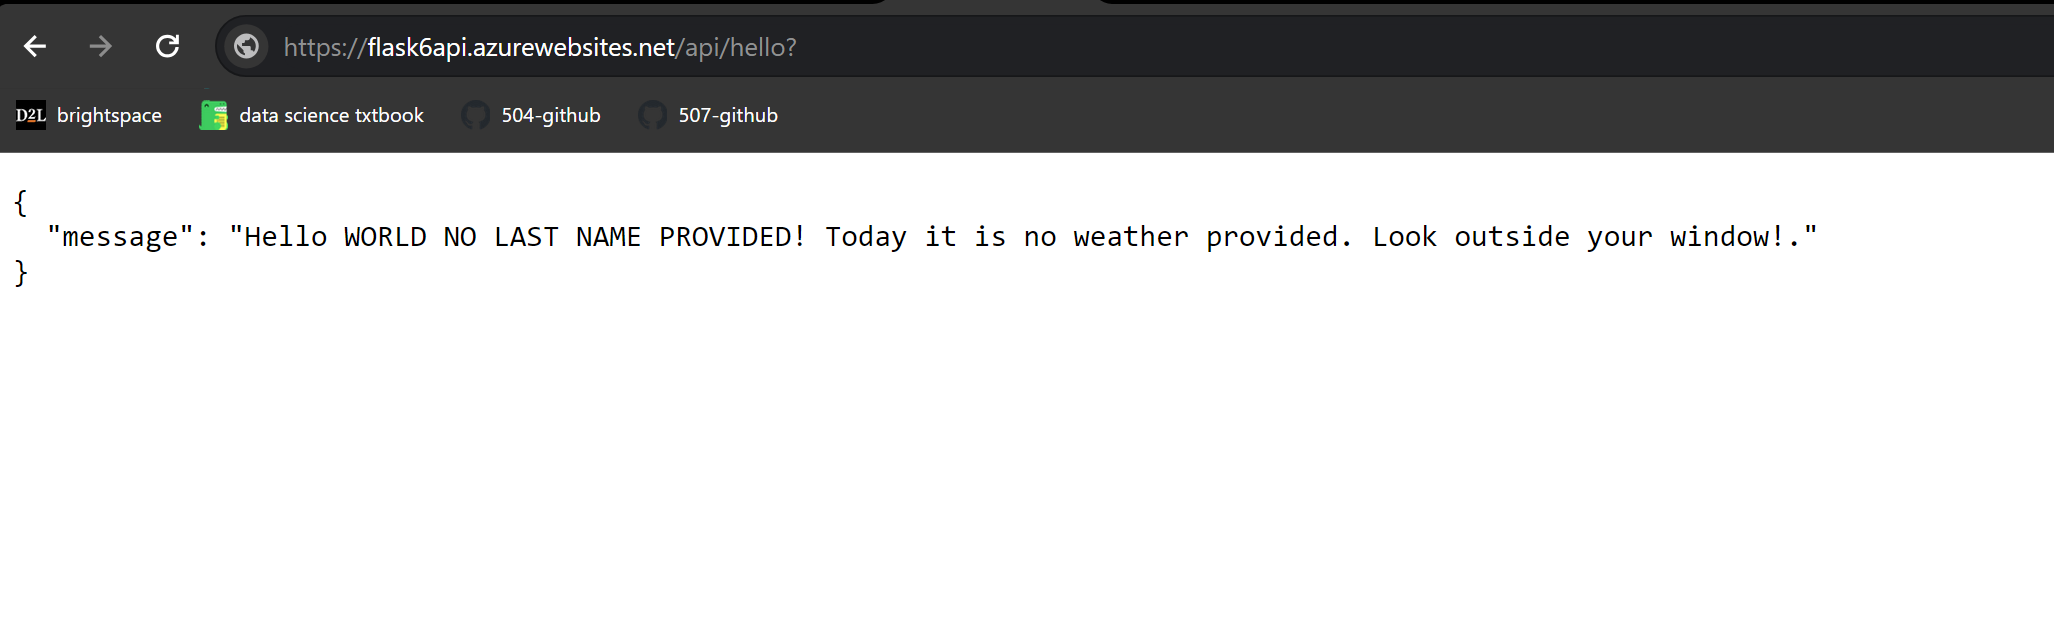 https://flask6api.azurewebsites.net/api/hello?
D2L brightspace data science txtbook 504-github 507-github
{
"message": "Hello WORLD NO LAST NAME PROVIDED! Today it is no weather provided. Look outside your window!."
}